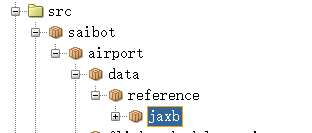 src
saibot
airport
data
reference
jaxb